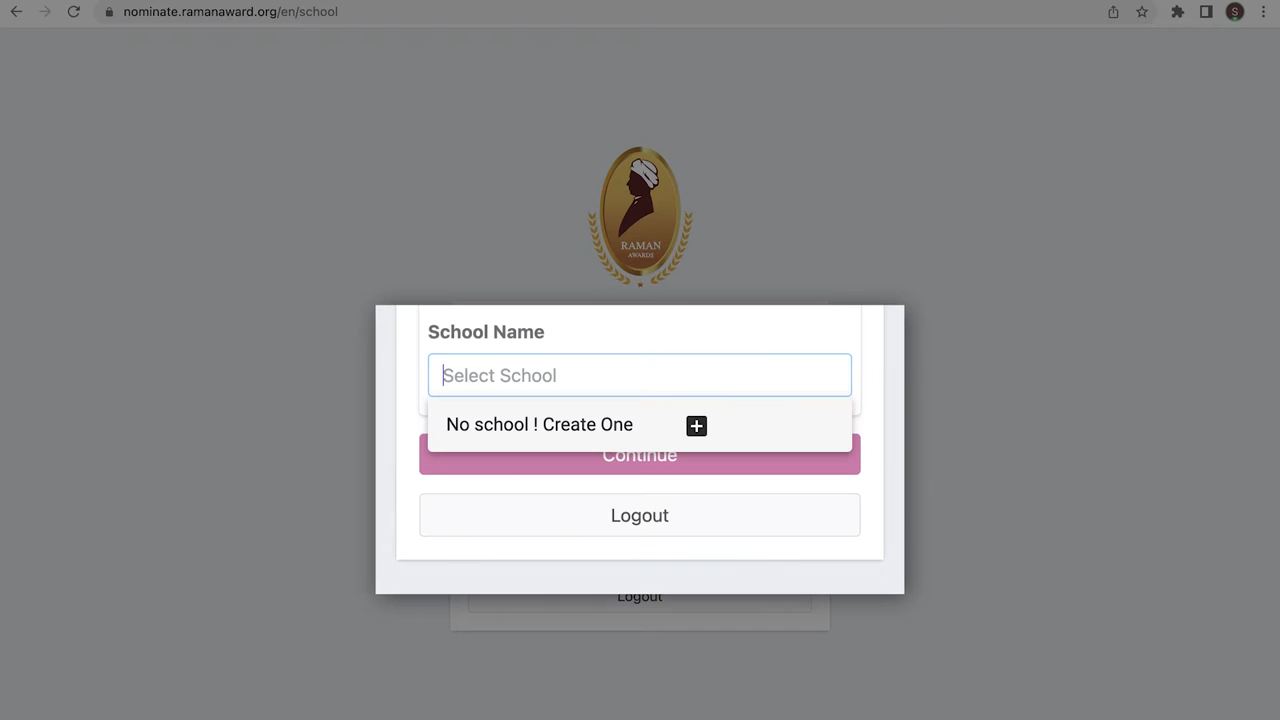 nominate.ramanaward.org/en/school
S
RAMAN
AWARDS
School Name
Select School
No school ! Create One
Continue
Logout
Logout